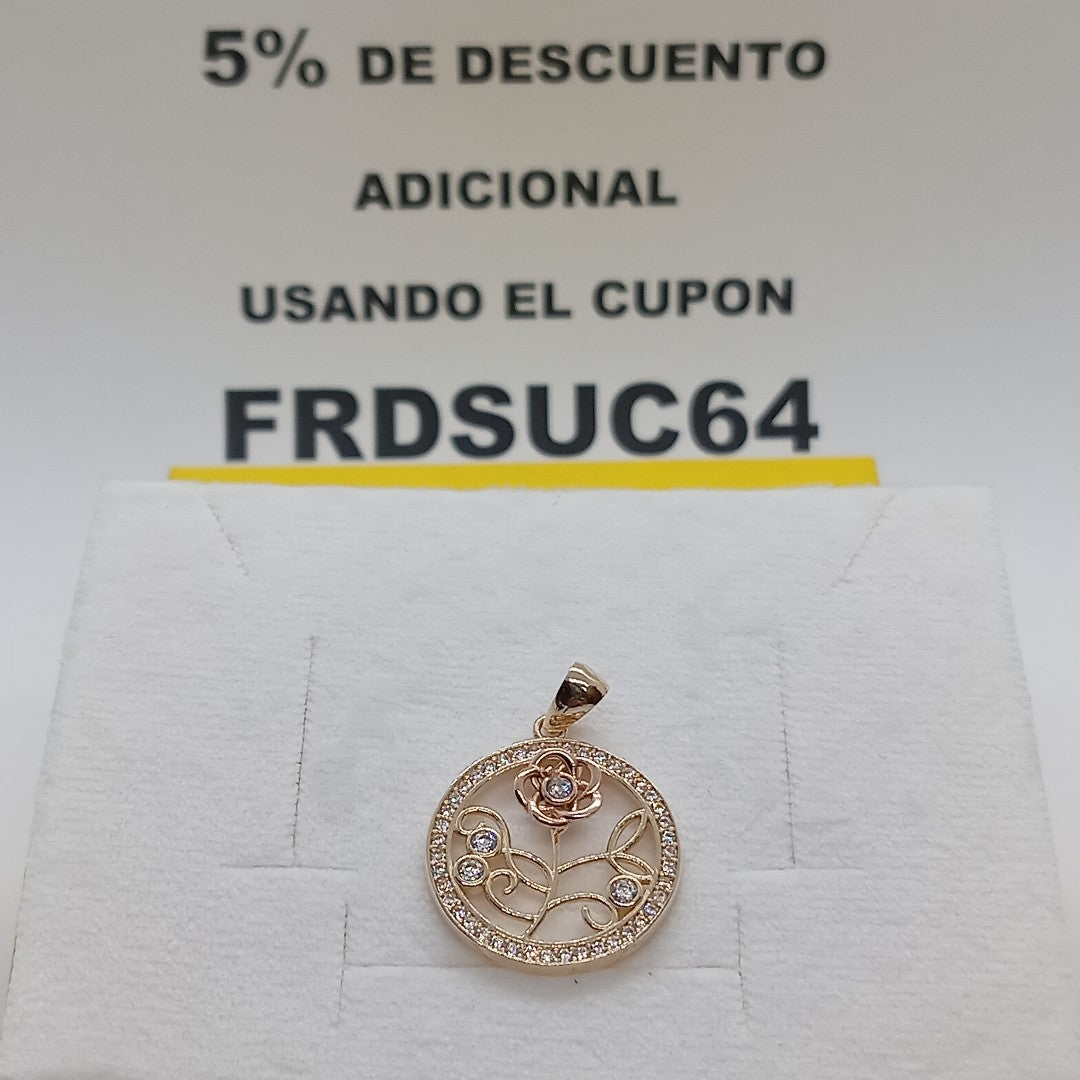 5% DE DESCUENTO
ADICIONAL
USANDO EL CUPON
FRDSUC64